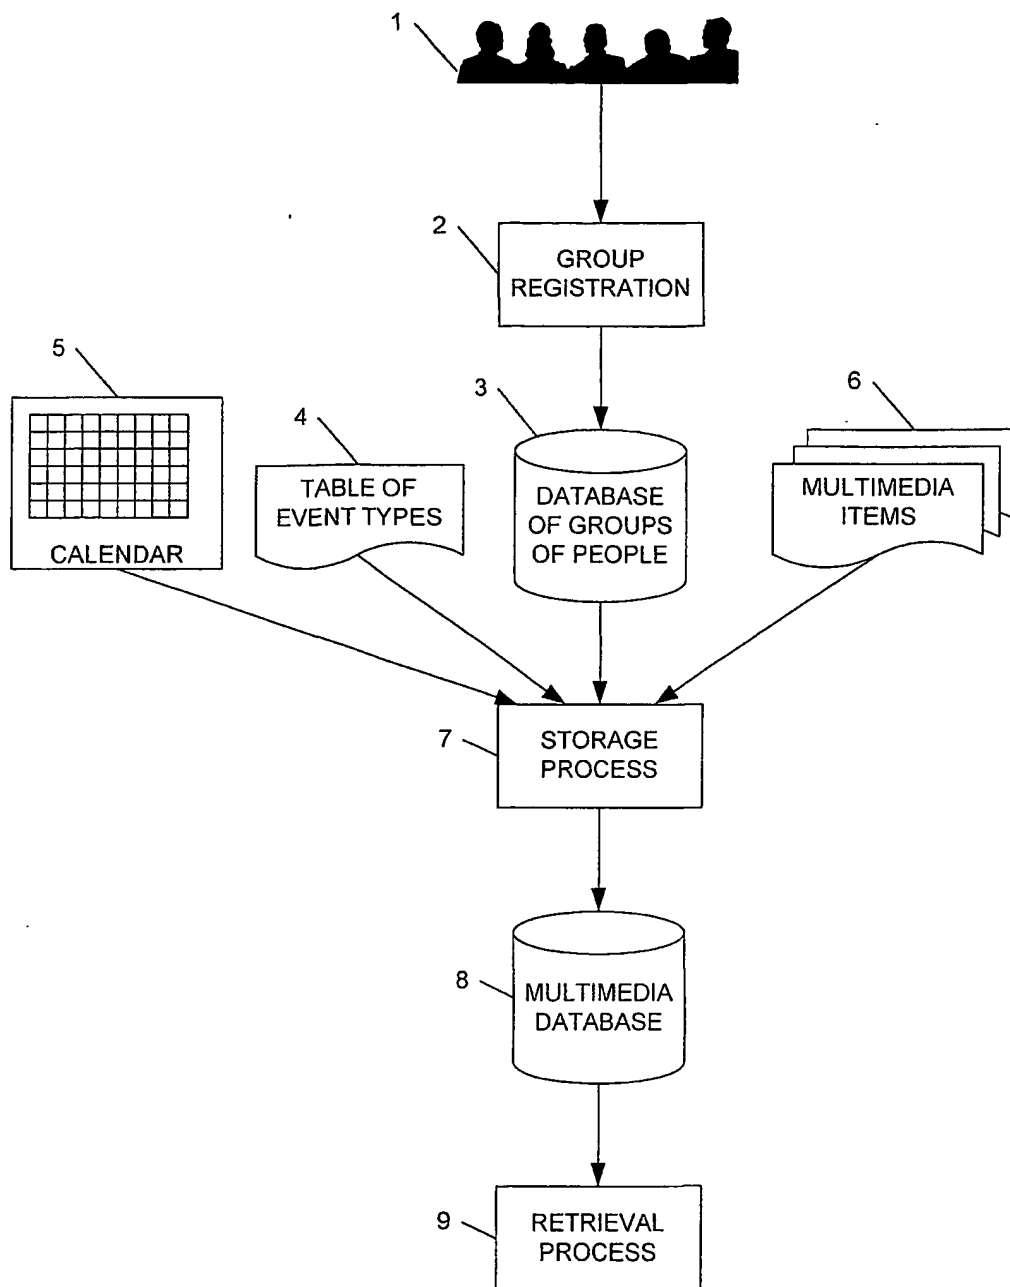 1
2
GROUP
REGISTRATION
5
CALENDAR
4
TABLE OF
EVENT TYPES
3
DATABASE
OF GROUPS
OF PEOPLE
6
MULTIMEDIA
ITEMS
7
STORAGE
PROCESS
8
MULTIMEDIA
DATABASE
9
RETRIEVAL
PROCESS